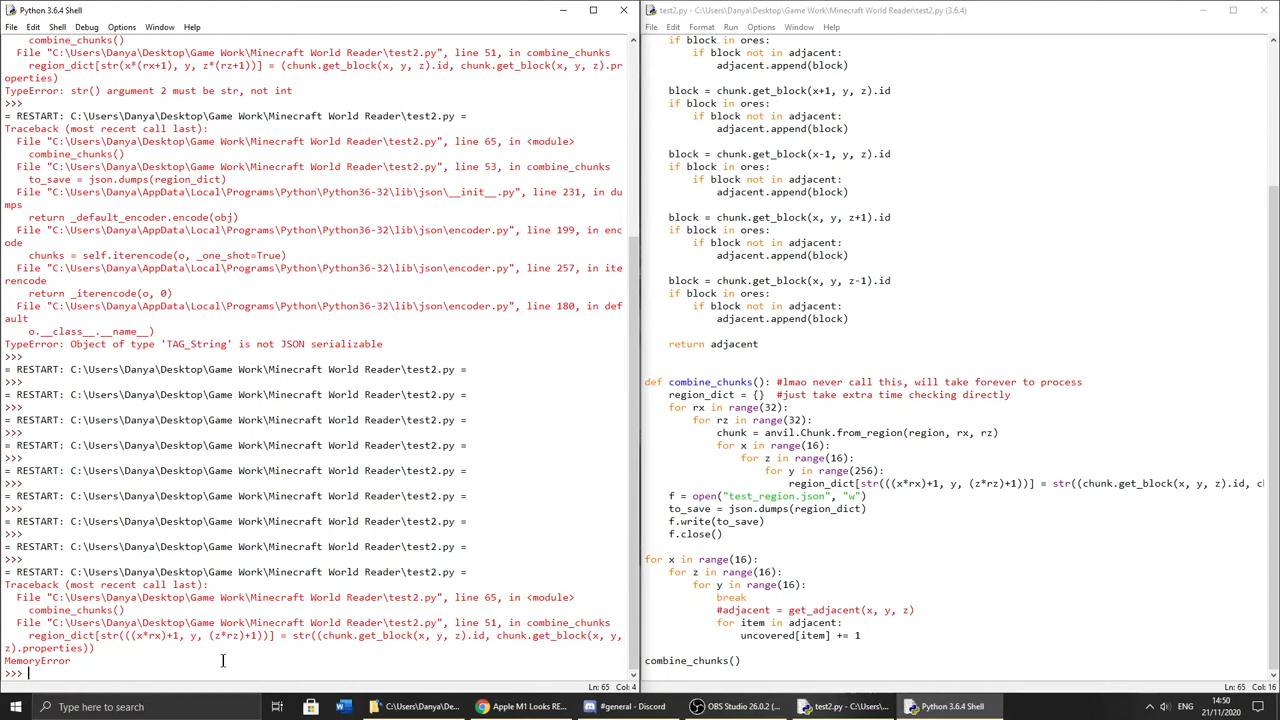 Python 3.6.4 Shell
File Edit Shell Debug Options Window Help
combine_chunks()
File "C:\Users\Danya\Desktop\Game Work\Minecraft World Reader\test2.py", line 51, in combine_chunks
region_dict[str(x*(rx+1), y, z*(rz+1))] = (chunk.get_block(x, y, z).id, chunk.get_block(x, y, z).pr
operties)
TypeError: str() argument 2 must be str, not int
>>>
= RESTART: C:\Users\Danya\Desktop\Game Work\Minecraft World Reader\test2.py =
Traceback (most recent call last):
File "C:\Users\Danya\Desktop\Game Work\Minecraft World Reader\test2.py", line 65, in <module>
combine_chunks()
File "C:\Users\Danya\Desktop\Game Work\Minecraft World Reader\test2.py", line 53, in combine_chunks
to_save = json.dumps(region_dict)
File "C:\Users\Danya\AppData\Local\Programs\Python\Python36-32\lib\json\__init__.py", line 231, in du
mps
return _default_encoder.encode(obj)
File "C:\Users\Danya\AppData\Local\Programs\Python\Python36-32\lib\json\encoder.py", line 199, in enc
ode
chunks = self.iterencode(o, _one_shot=True)
File "C:\Users\Danya\AppData\Local\Programs\Python\Python36-32\lib\json\encoder.py", line 257, in ite
rencode
return _iterencode(o, 0)
File "C:\Users\Danya\AppData\Local\Programs\Python\Python36-32\lib\json\encoder.py", line 180, in def
ault
o.__class__.__name__)
TypeError: Object of type 'TAG_String' is not JSON serializable
>>>
= RESTART: C:\Users\Danya\Desktop\Game Work\Minecraft World Reader\test2.py =
>>>
= RESTART: C:\Users\Danya\Desktop\Game Work\Minecraft World Reader\test2.py =
>>>
= RESTART: C:\Users\Danya\Desktop\Game Work\Minecraft World Reader\test2.py =
>>>
= RESTART: C:\Users\Danya\Desktop\Game Work\Minecraft World Reader\test2.py =
>>>
= RESTART: C:\Users\Danya\Desktop\Game Work\Minecraft World Reader\test2.py =
>>>
= RESTART: C:\Users\Danya\Desktop\Game Work\Minecraft World Reader\test2.py =
>>>
= RESTART: C:\Users\Danya\Desktop\Game Work\Minecraft World Reader\test2.py =
>>>
= RESTART: C:\Users\Danya\Desktop\Game Work\Minecraft World Reader\test2.py =
>>>
= RESTART: C:\Users\Danya\Desktop\Game Work\Minecraft World Reader\test2.py =
Traceback (most recent call last):
File "C:\Users\Danya\Desktop\Game Work\Minecraft World Reader\test2.py", line 65, in <module>
combine_chunks()
File "C:\Users\Danya\Desktop\Game Work\Minecraft World Reader\test2.py", line 51, in combine_chunks
region_dict[str(((x*rx)+1, y, (z*rz)+1))] = str((chunk.get_block(x, y, z).id, chunk.get_block(x, y,
z).properties))
MemoryError
>>>
Ln: 65 Col: 4
test2.py - C:\Users\Danya\Desktop\Game Work\Minecraft World Reader\test2.py (3.6.4)
File Edit Format Run Options Window Help
if block in ores:
if block not in adjacent:
adjacent.append(block)
block = chunk.get_block(x+1, y, z).id
if block in ores:
if block not in adjacent:
adjacent.append(block)
block = chunk.get_block(x-1, y, z).id
if block in ores:
if block not in adjacent:
adjacent.append(block)
block = chunk.get_block(x, y, z+1).id
if block in ores:
if block not in adjacent:
adjacent.append(block)
block = chunk.get_block(x, y, z-1).id
if block in ores:
if block not in adjacent:
adjacent.append(block)
return adjacent
def combine_chunks(): #lmao never call this, will take forever to process
region_dict = {} #just take extra time checking directly
for rx in range(32):
for rz in range(32):
chunk = anvil.Chunk.from_region(region, rx, rz)
for x in range(16):
for z in range(16):
for y in range(256):
region_dict[str(((x*rx)+1, y, (z*rz)+1))] = str((chunk.get_block(x, y, z).id, cl
f = open("test_region.json", "w")
to_save = json.dumps(region_dict)
f.write(to_save)
f.close()
for x in range(16):
for z in range(16):
for y in range(16):
break
#adjacent = get_adjacent(x, y, z)
for item in adjacent:
uncovered[item] += 1
combine_chunks()
Ln: 65 Col: 16
Type here to search
C:\Users\Danya\De...
Apple M1 Looks RE...
#general - Discord
OBS Studio 26.0.2 (...
test2.py - C:\Users\...
Python 3.6.4 Shell
14:50
21/11/2020